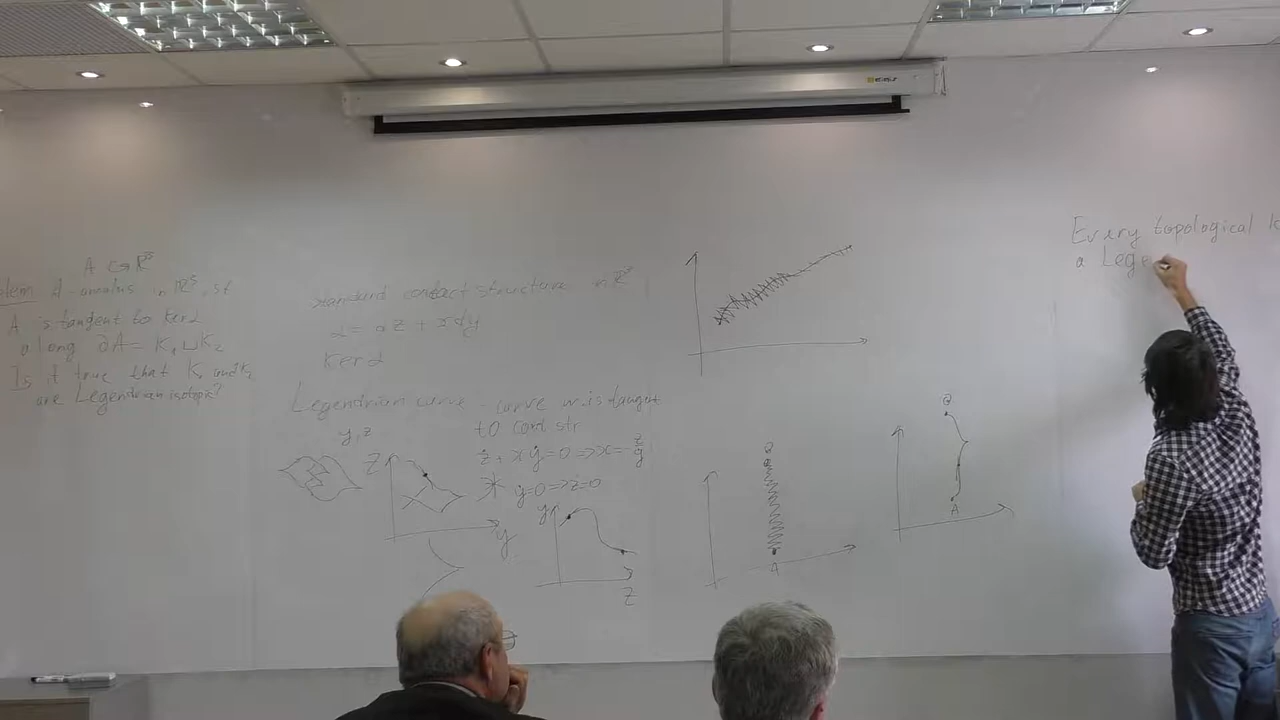 A ⊂→ R³
olem A annulus in R³, st
A is tangent to Ker α
along ∂A = K₁ ⊔ K₂
Is it true that K₁ and K₂
are Legendrian isotopic?
standard contact structure in R³
α = dz + xdy
Ker α
Legendrian curve - curve is tangent
to cont str
y, z
ż + x ẏ = 0 => x = - ż/ẏ
ẏ=0 => ż=0
Z
y
y
Z
B
A
B
A
Every topological k
a Lege